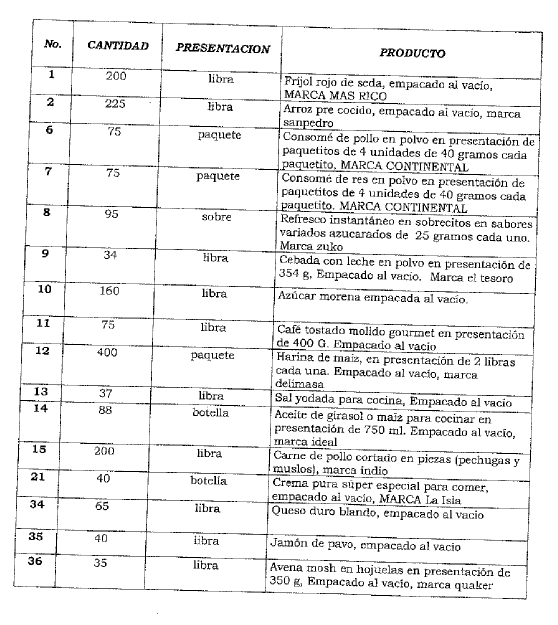 No. CANTIDAD PRESENTACION PRODUCTO
1 200 libra Frijol rojo de seda, empacado al vacío,
MARCA MAS RICO
2 225 libra Arroz pre cocido, empacado al vacío, marca
sanpedro
6 75 paquete Consomé de pollo en polvo en presentación de
paquetitos de 4 unidades de 40 gramos cada
paquetito. MARCA CONTINENTAL
7 75 paquete Consomé de res en polvo en presentación de
paquetitos de 4 unidades de 40 gramos cada
paquetito. MARCA CONTINENTAL
8 95 sobre Refresco instantáneo en sobrecitos en sabores
variados azucarados de 25 gramos cada uno.
Marca zuko
9 34 libra Cebada con leche en polvo en presentación de
354 g, Empacado al vacío. Marca el tesoro
10 160 libra Azúcar morena empacada al vacío.
11 75 libra Café tostado molido gourmet en presentación
de 400 G. Empacado al vacío
12 400 paquete Harina de maíz, en presentación de 2 libras
cada una. Empacado al vacío, marca
delimasa
13 37 libra Sal yodada para cocina, Empacado al vacío
14 88 botella Aceite de girasol o maíz para cocinar en
presentación de 750 ml. Empacado al vacío,
marca ideal
15 200 libra Carne de pollo cortado en piezas (pechugas y
muslos), marca indio
21 40 botella Crema pura súper especial para comer,
empacado al vacío, MARCA La Isla
34 65 libra Queso duro blando, empacado al vacío
35 40 libra Jamón de pavo, empacado al vacío
36 35 libra Avena mosh en hojuelas en presentación de
350 g, Empacado al vacío, marca quaker